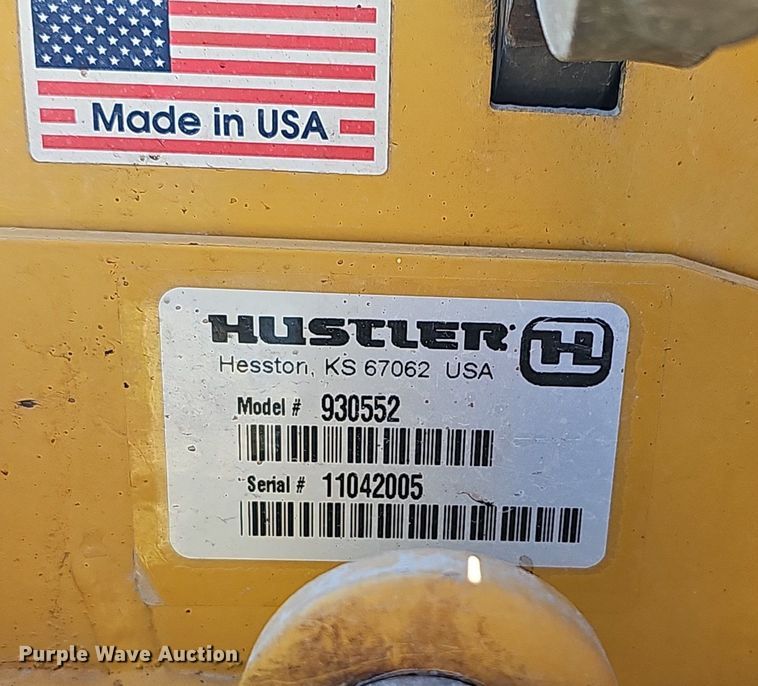 Made in USA
HUSTLER
H
Hesston, KS 67062 USA
Model # 930552
Serial # 11042005
Purple Wave Auction